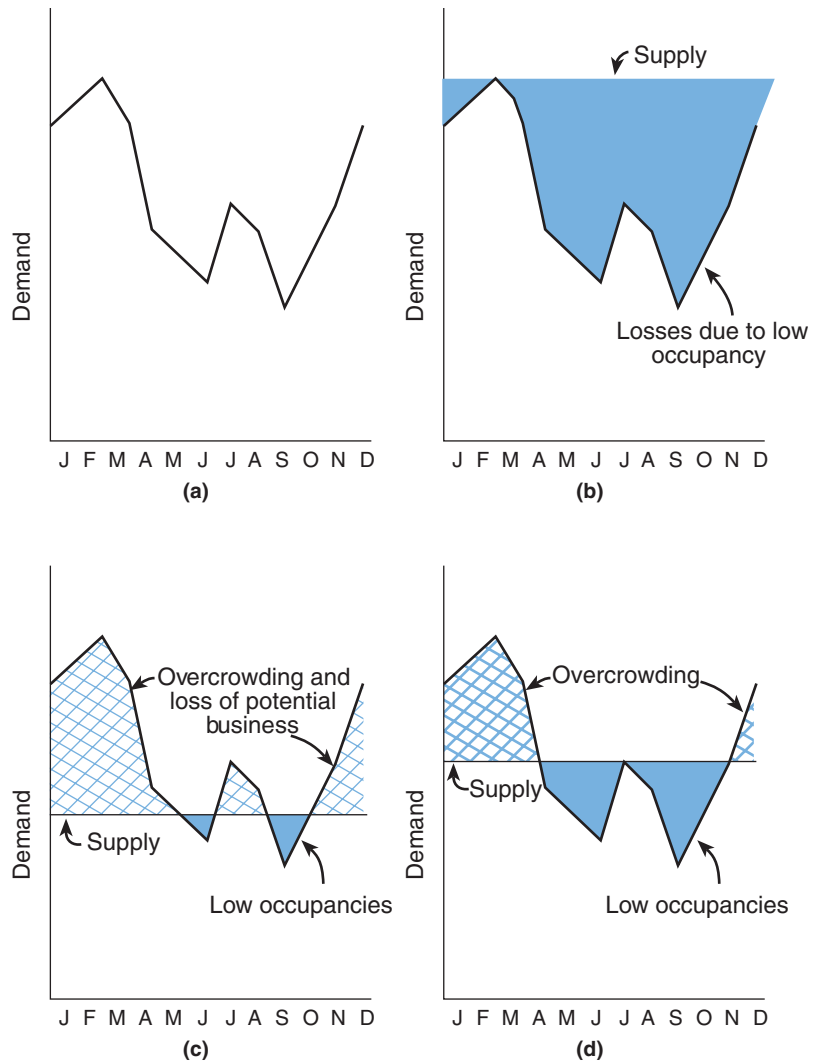 Demand
J F M A M J J A S O N D
(a)
Supply
Demand
Losses due to low
occupancy
J F M A M J J A S O N D
(b)
Overcrowding and
loss of potential
business
Supply
Demand
Low occupancies
J F M A M J J A S O N D
(c)
Overcrowding
Supply
Demand
Low occupancies
J F M A M J J A S O N D
(d)